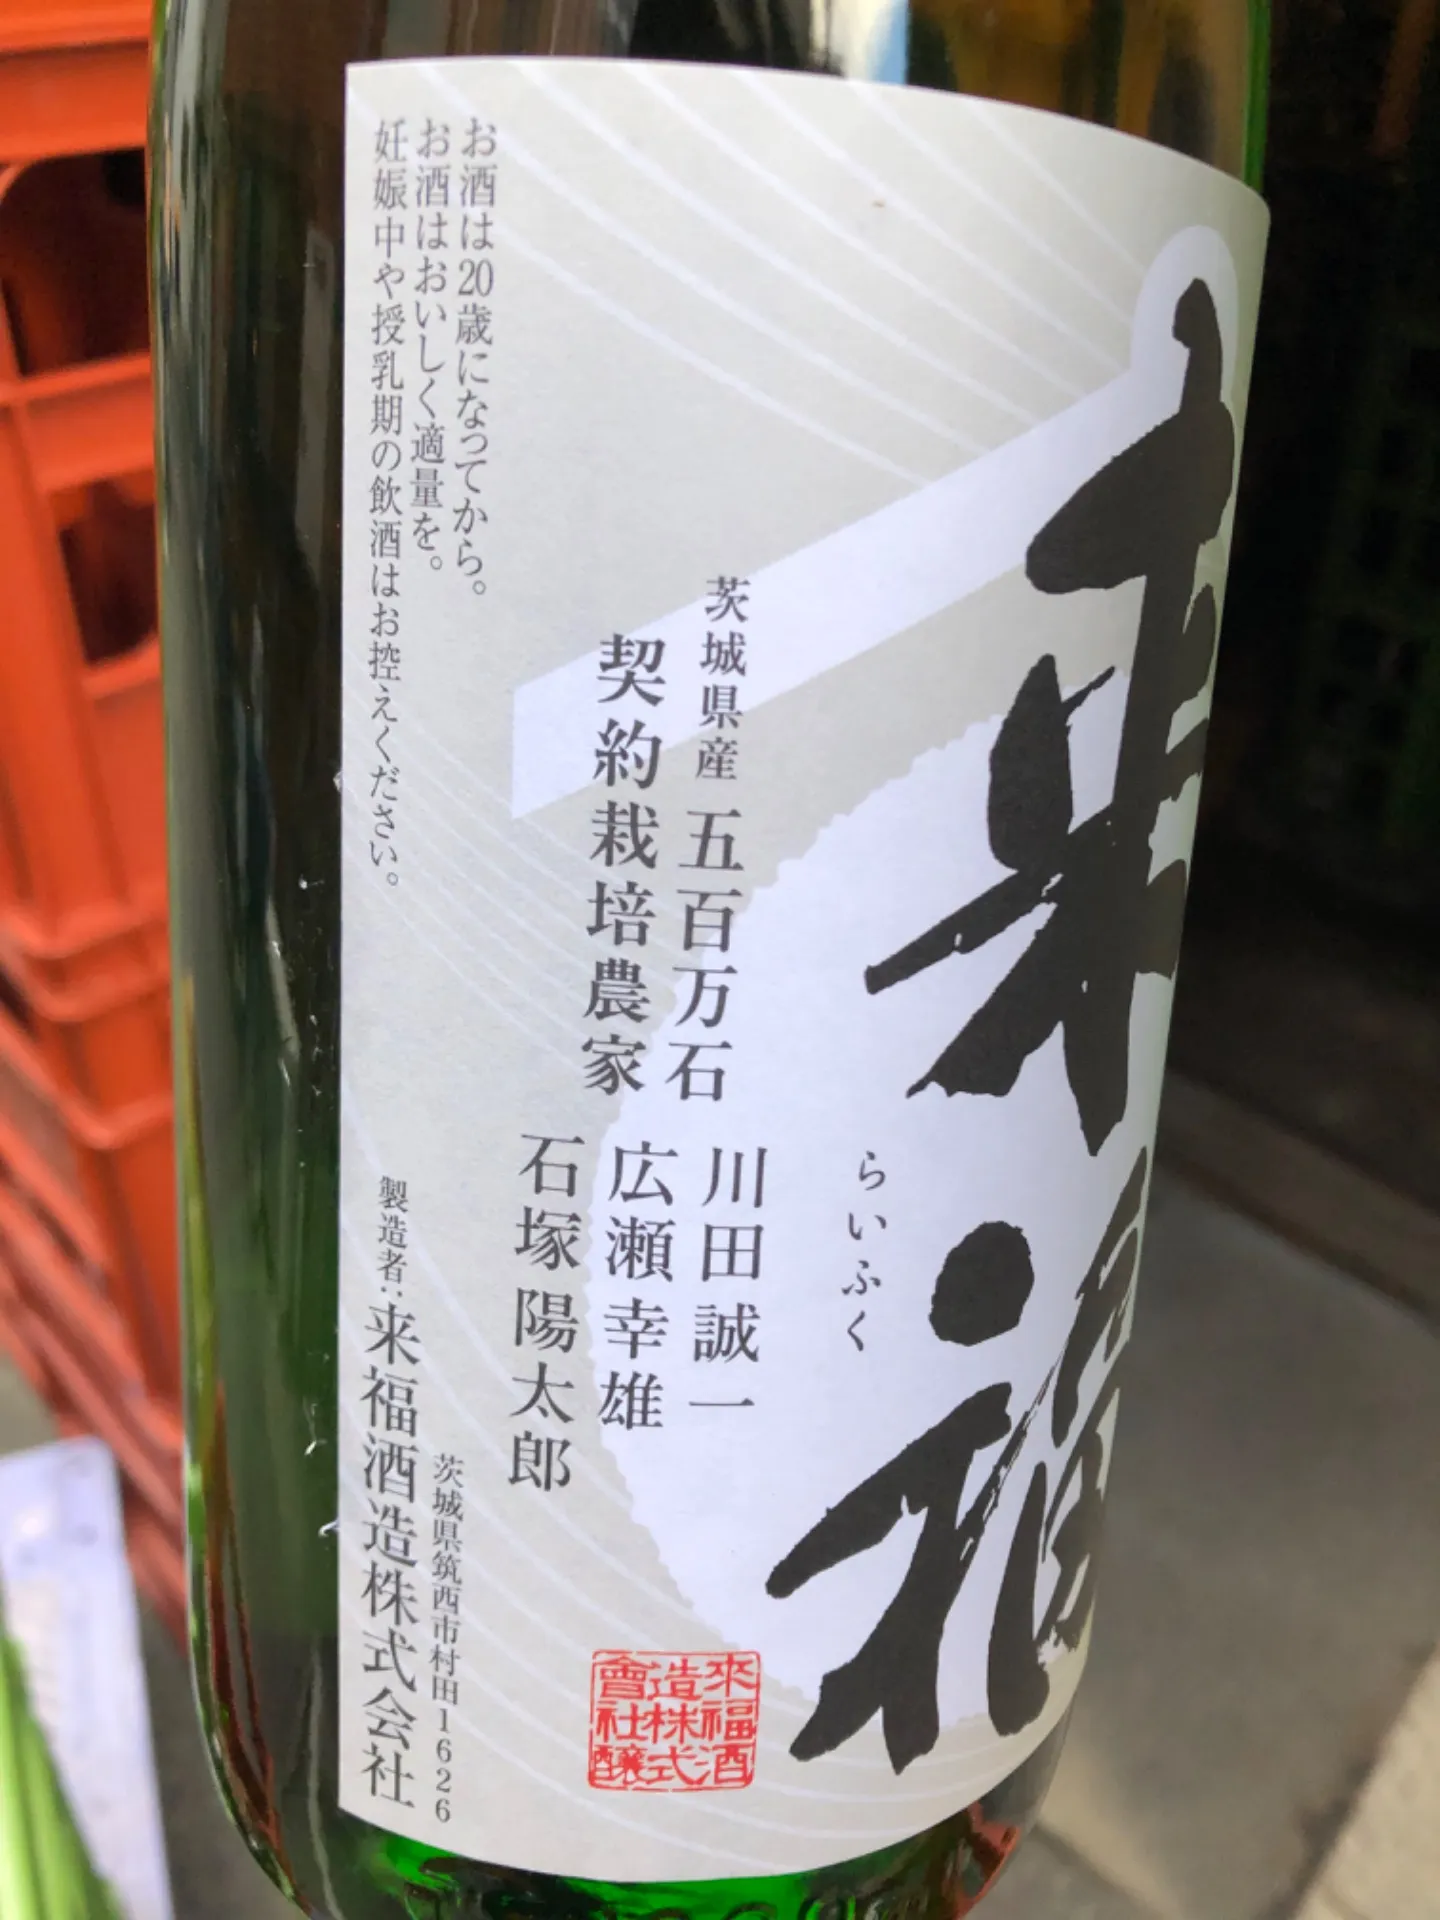 来福
らいふく
茨城県産 五百万石
契約栽培農家
川田誠一
広瀬幸雄
石塚陽太郎
來福酒
造株式
會社醸
お酒は20歳になってから。
お酒はおいしく適量を。
妊娠中や授乳期の飲酒はお控えください。
茨城県筑西市村田1626
製造者:来福酒造株式会社